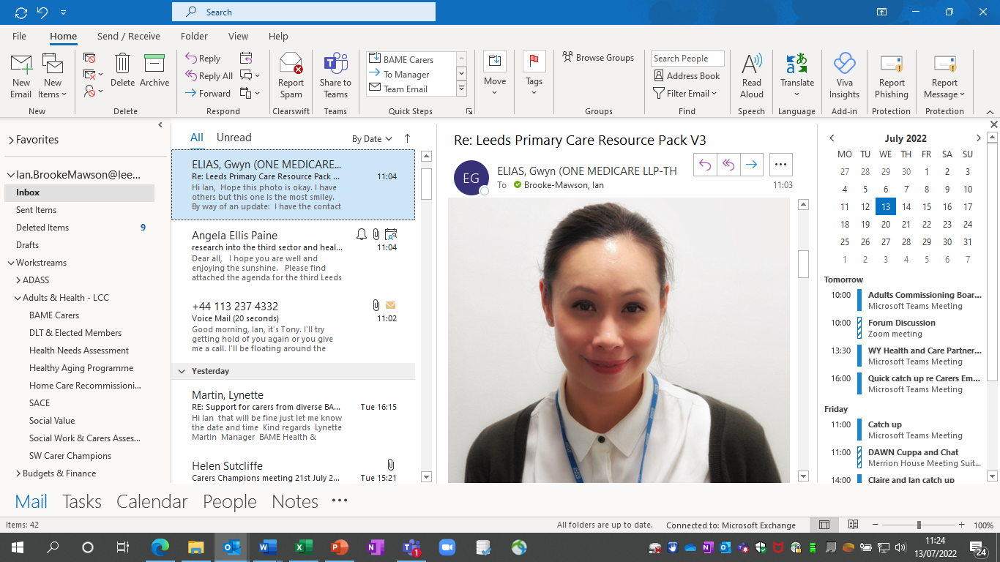 Search
File Home Send / Receive Folder View Help
New Email
New Items
Delete
Archive
Reply
Reply All
Forward
Report Spam
Share to Teams
BAME Carers
To Manager
Team Email
Move
Tags
Browse Groups
Search People
Address Book
Filter Email
Read Aloud
Translate
Viva Insights
Report Phishing
Report Message
New Delete Respond Clearswift Teams Quick Steps Groups Find Speech Language Add-in Protection Protection
Favorites
Ian.BrookeMawson@lee...
Inbox
Sent Items
Deleted Items 9
Drafts
Workstreams
ADASS
Adults & Health - LCC
BAME Carers
DLT & Elected Members
Health Needs Assessment
Healthy Aging Programme
Home Care Recommissioni...
SACE
Social Value
Social Work & Carers Asses...
SW Carer Champions
Budgets & Finance
All Unread By Date
ELIAS, Gwyn (ONE MEDICARE...
Re: Leeds Primary Care Resource Pack ... 11:04
Hi Ian, Hope this photo is okay. I have
others but this one is the most smiley.
By way of an update: I have the contact
Angela Ellis Paine
research into the third sector and heal... 11:04
Dear all, I hope you are well and
enjoying the sunshine. Please find
attached the agenda for the third Leeds
+44 113 237 4332
Voice Mail (20 seconds) 11:02
Good morning, Ian, it's Tony. I'll try
getting hold of you again or you give
me a call. I'll be floating around the
Yesterday
Martin, Lynette
RE: Support for carers from diverse BA... Tue 16:15
Hi Ian that will be fine just let me know
the date and time Kind regards Lynette
Martin Manager BAME Health &
Helen Sutcliffe
Carers Champions meeting 21st July 2... Tue 15:21
Re: Leeds Primary Care Resource Pack V3
EG
ELIAS, Gwyn (ONE MEDICARE LLP-TH
To Brooke-Mawson, Ian 11:03
July 2022
MO TU WE TH FR SA SU
27 28 29 30 1 2 3
4 5 6 7 8 9 10
11 12 13 14 15 16 17
18 19 20 21 22 23 24
25 26 27 28 29 30 31
1 2 3 4 5 6 7
Tomorrow
10:00 Adults Commissioning Boar...
Microsoft Teams Meeting
10:00 Forum Discussion
Zoom meeting
13:30 WY Health and Care Partner...
Microsoft Teams Meeting
16:00 Quick catch up re Carers Em...
Microsoft Teams Meeting
Friday
11:00 Catch up
Microsoft Teams Meeting
11:00 DAWN Cuppa and Chat
Merrion House Meeting Suit...
14:00 Claire and Ian catch up
Mail Tasks Calendar People Notes
Items: 42 All folders are up to date. Connected to: Microsoft Exchange 100%
11:24
13/07/2022
24